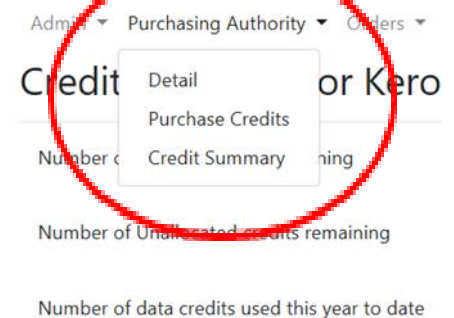 Admin Purchasing Authority Orders
Credit or Kero
Detail
Purchase Credits
Credit Summary
Number ning
Number of Unallocated credits remaining
Number of data credits used this year to date